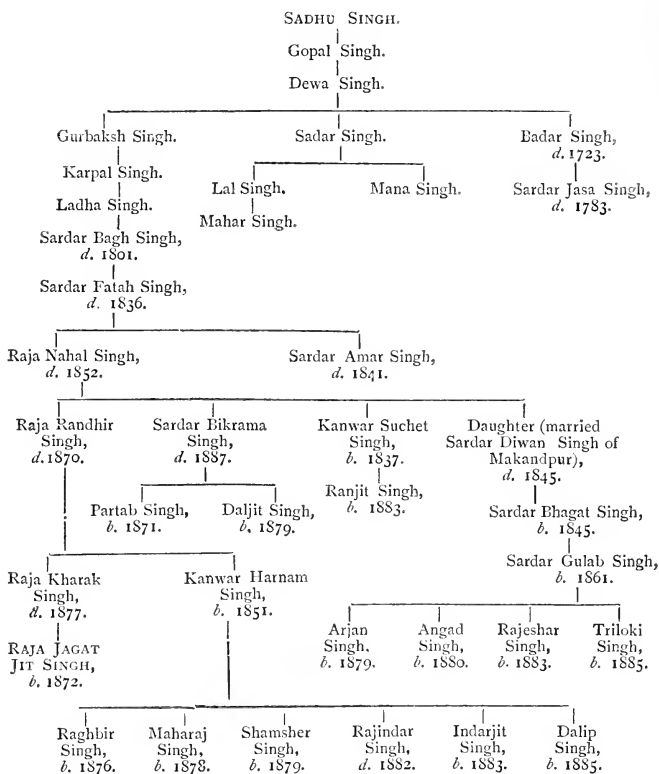 SADHU SINGH.
Gopal Singh.
Dewa Singh.
Gurbaksh Singh.
Sadar Singh.
Badar Singh,
d. 1723.
Karpal Singh.
Lal Singh.
Mana Singh.
Sardar Jasa Singh,
d. 1783.
Ladha Singh.
Mahar Singh.
Sardar Bagh Singh,
d. 1801.
Sardar Fatah Singh,
d. 1836.
Raja Nahal Singh,
d. 1852.
Sardar Amar Singh,
d. 1841.
Raja Randhir
Singh,
d. 1870.
Sardar Bikrama
Singh,
d. 1887.
Kanwar Suchet
Singh,
b. 1837.
Daughter (married
Sardar Diwan Singh of
Makandpur),
d. 1845.
Partab Singh,
b. 1871.
Daljit Singh,
b. 1879.
Ranjit Singh,
b. 1883.
Sardar Bhagat Singh,
b. 1845.
Sardar Gulab Singh,
b. 1861.
Raja Kharak
Singh,
d. 1877.
Kanwar Harnam
Singh,
b. 1851.
RAJA JAGAT
JIT SINGH,
b. 1872.
Arjan
Singh,
b. 1879.
Angad
Singh,
b. 1880.
Rajeshar
Singh,
b. 1883.
Triloki
Singh,
b. 1885.
Raghbir
Singh,
b. 1876.
Maharaj
Singh,
b. 1878.
Shamsher
Singh,
b. 1879.
Rajindar
Singh,
d. 1882.
Indarjit
Singh,
b. 1883.
Dalip
Singh,
b. 1885.